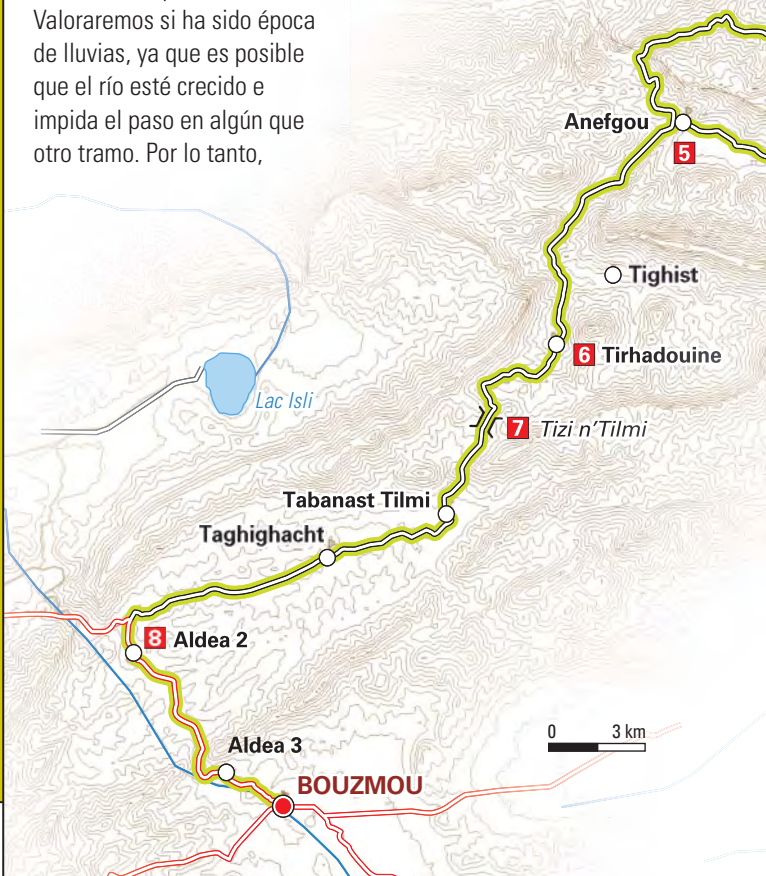 Valoraremos si ha sido época
de lluvias, ya que es posible
que el río esté crecido e
impida el paso en algún que
otro tramo. Por lo tanto,
Anefgou
5
Tighist
6 Tirhadouine
Lac Isli
7 Tizi n'Tilmi
Tabanast Tilmi
Taghighacht
8 Aldea 2
0 3 km
Aldea 3
BOUZMOU